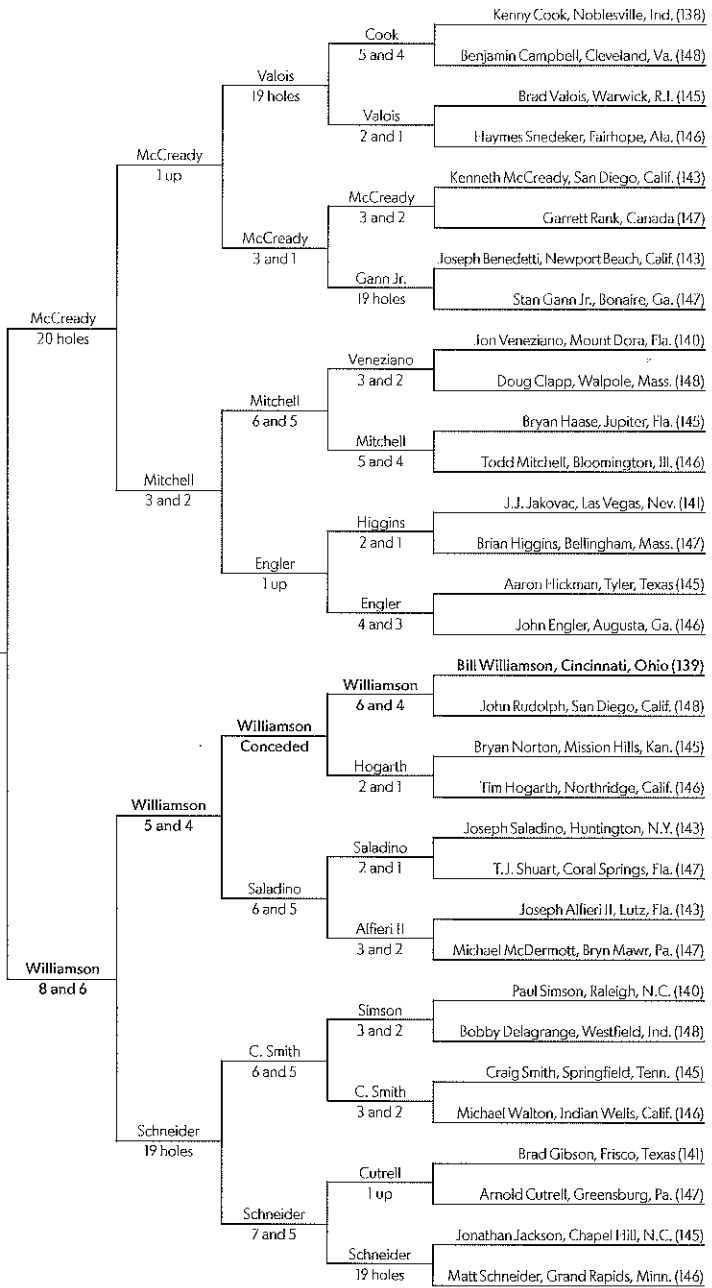 Kenny Cook, Noblesville, Ind. (138)
Cook
5 and 4
Benjamin Campbell, Cleveland, Va. (148)
Valois
19 holes
Brad Valois, Warwick, R.I. (145)
Valois
2 and 1
Haymes Snedeker, Fairhope, Ala. (146)
McCready
1 up
Kenneth McCready, San Diego, Calif. (143)
McCready
3 and 2
Garrett Rank, Canada (147)
McCready
3 and 1
Joseph Benedetti, Newport Beach, Calif. (143)
Gann Jr.
19 holes
Stan Gann Jr., Bonaire, Ga. (147)
McCready
20 holes
Jon Veneziano, Mount Dora, Fla. (140)
Veneziano
3 and 2
Doug Clapp, Walpole, Mass. (148)
Mitchell
6 and 5
Bryan Haase, Jupiter, Fla. (145)
Mitchell
5 and 4
Todd Mitchell, Bloomington, Ill. (146)
Mitchell
3 and 2
J.J. Jakovac, Las Vegas, Nev. (141)
Higgins
2 and 1
Brian Higgins, Bellingham, Mass. (147)
Engler
1 up
Aaron Hickman, Tyler, Texas (145)
Engler
4 and 3
John Engler, Augusta, Ga. (146)
Bill Williamson, Cincinnati, Ohio (139)
Williamson
6 and 4
John Rudolph, San Diego, Calif. (148)
Williamson
Conceded
Bryan Norton, Mission Hills, Kan. (145)
Hogarth
2 and 1
Tim Hogarth, Northridge, Calif. (146)
Williamson
5 and 4
Joseph Saladino, Huntington, N.Y. (143)
Saladino
2 and 1
T.J. Shuart, Coral Springs, Fla. (147)
Saladino
6 and 5
Joseph Alfieri II, Lutz, Fla. (143)
Alfieri II
3 and 2
Michael McDermott, Bryn Mawr, Pa. (147)
Williamson
8 and 6
Paul Simson, Raleigh, N.C. (140)
Simson
3 and 2
Bobby Delagrange, Westfield, Ind. (148)
C. Smith
6 and 5
Craig Smith, Springfield, Tenn. (145)
C. Smith
3 and 2
Michael Walton, Indian Wells, Calif. (146)
Schneider
19 holes
Brad Gibson, Frisco, Texas (141)
Cutrell
1 up
Arnold Cutrell, Greensburg, Pa. (147)
Schneider
7 and 5
Jonathan Jackson, Chapel Hill, N.C. (145)
Schneider
19 holes
Matt Schneider, Grand Rapids, Minn. (146)